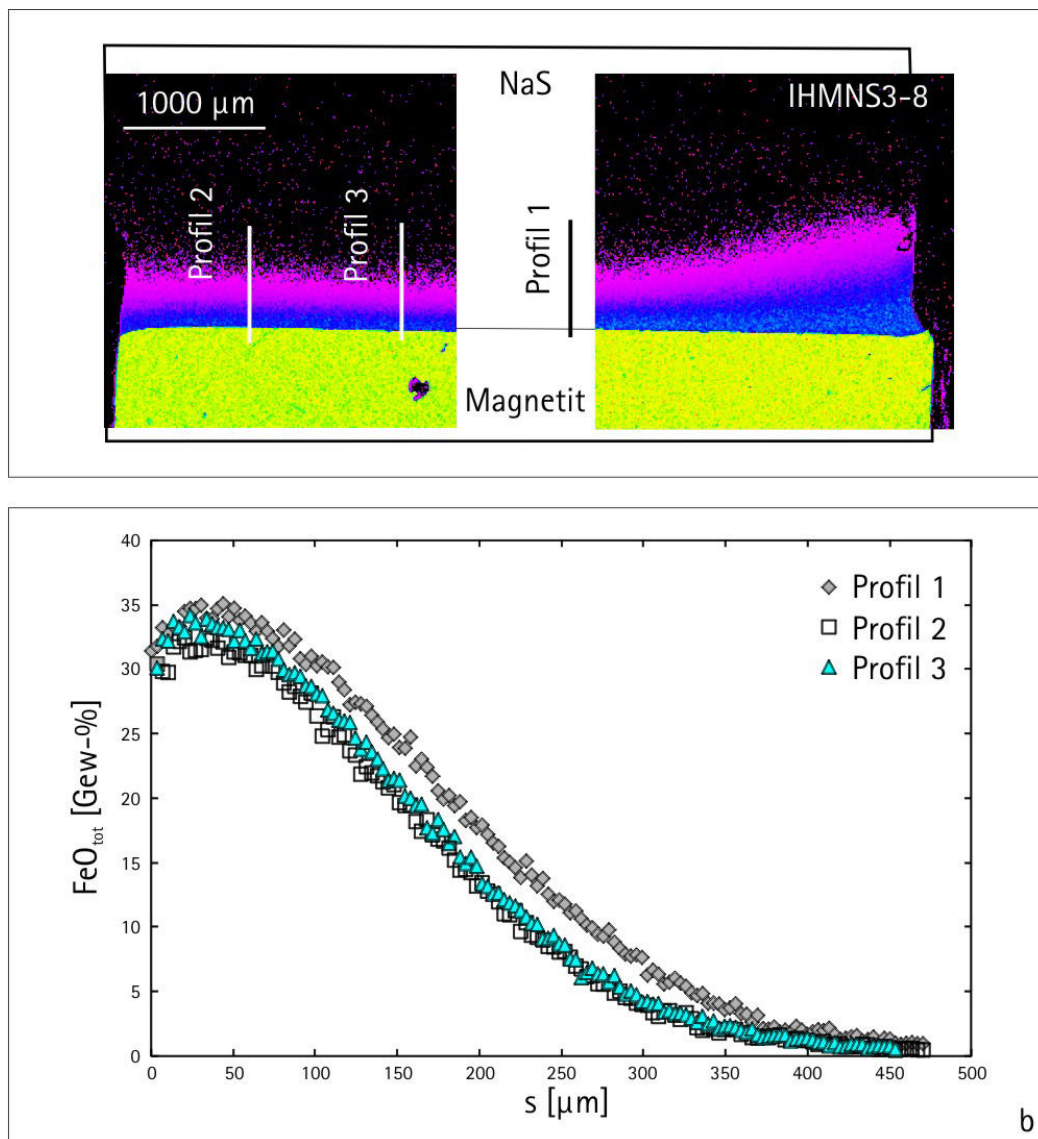 NaS
IHMNS3-8
1000 µm
Profil 2
Profil 3
Profil 1
Magnetit
40
35
30
25
20
15
10
5
0
FeOtot [Gew-%]
Profil 1
Profil 2
Profil 3
0 50 100 150 200 250 300 350 400 450 500
s [µm]
b